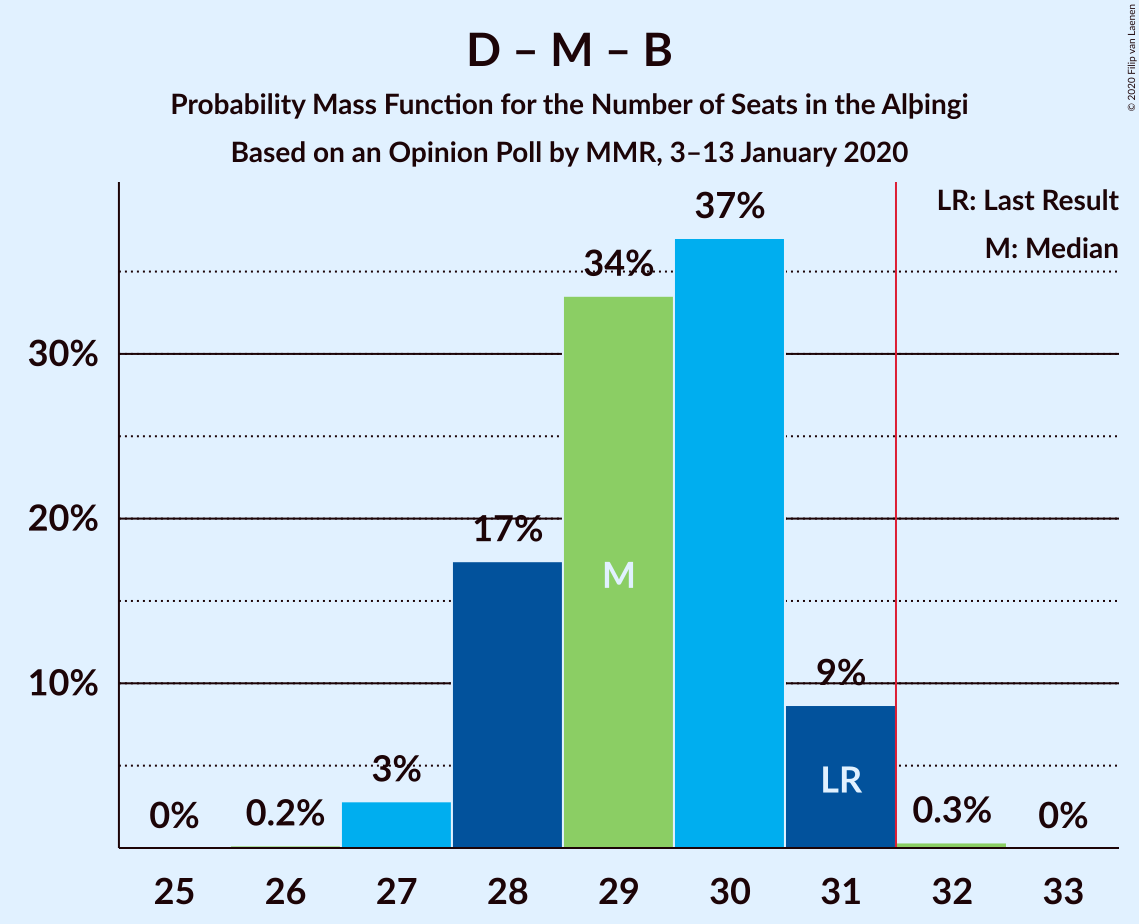 D – M – B
Probability Mass Function for the Number of Seats in the Alþingi
Based on an Opinion Poll by MMR, 3–13 January 2020
© 2020 Filip van Laenen
LR: Last Result
M: Median
37%
34%
30%
20%
17%
M
10%
9%
LR
3%
0%
0.2%
0.3%
0%
25 26 27 28 29 30 31 32 33